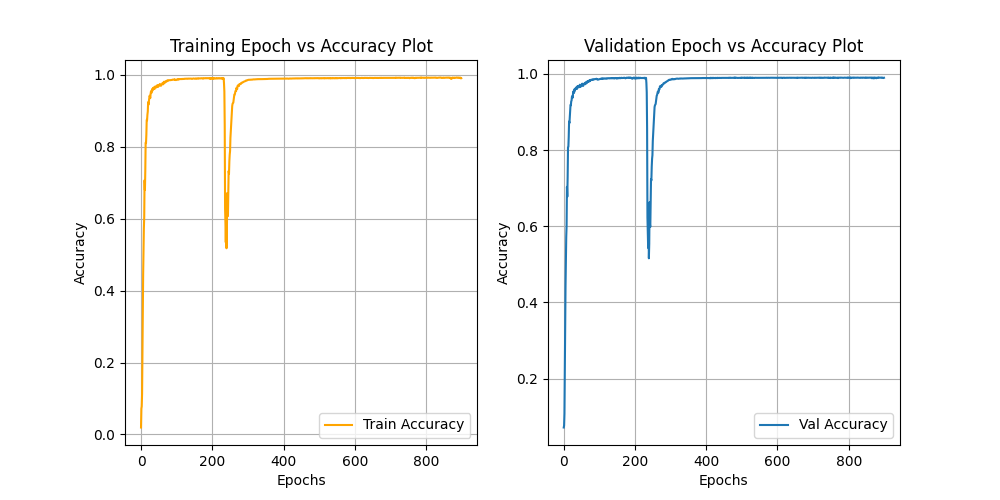 Training Epoch vs Accuracy Plot
1.0
0.8
0.6
0.4
0.2
0.0
Accuracy
0 200 400 600 800
Epochs
Train Accuracy
Validation Epoch vs Accuracy Plot
1.0
0.8
0.6
0.4
0.2
Accuracy
0 200 400 600 800
Epochs
Val Accuracy